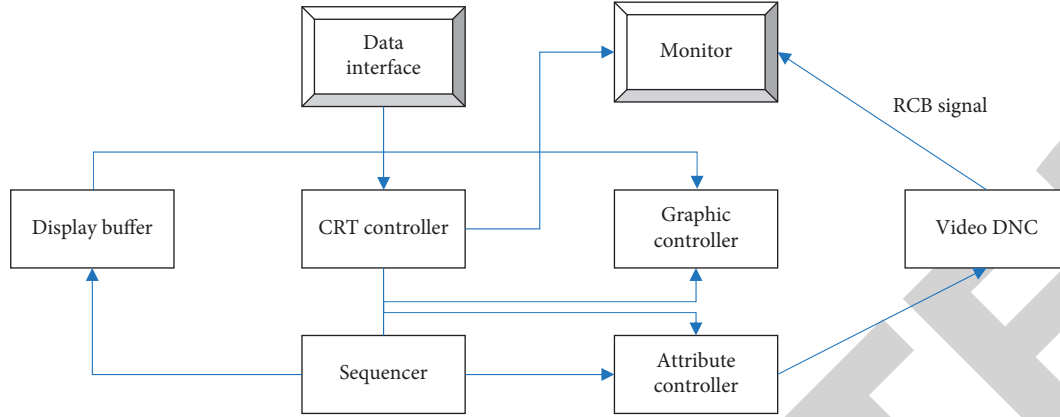 Data
interface
Monitor
RCB signal
Display buffer
CRT controller
Graphic
controller
Video DNC
Sequencer
Attribute
controller